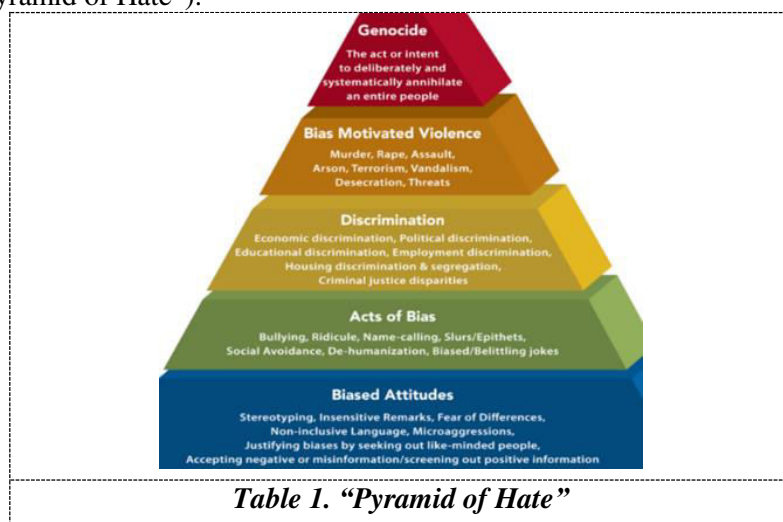 yramid of Hate”).
Genocide
The act or intent
to deliberately and
systematically annihilate
an entire people
Bias Motivated Violence
Murder, Rape, Assault,
Arson, Terrorism, Vandalism,
Desecration, Threats
Discrimination
Economic discrimination, Political discrimination,
Educational discrimination, Employment discrimination,
Housing discrimination & segregation,
Criminal justice disparities
Acts of Bias
Bullying, Ridicule, Name-calling, Slurs/Epithets,
Social Avoidance, De-humanization, Biased/Belittling jokes
Biased Attitudes
Stereotyping, Insensitive Remarks, Fear of Differences,
Non-inclusive Language, Microaggressions,
Justifying biases by seeking out like-minded people,
Accepting negative or misinformation/screening out positive information
Table 1. “Pyramid of Hate”